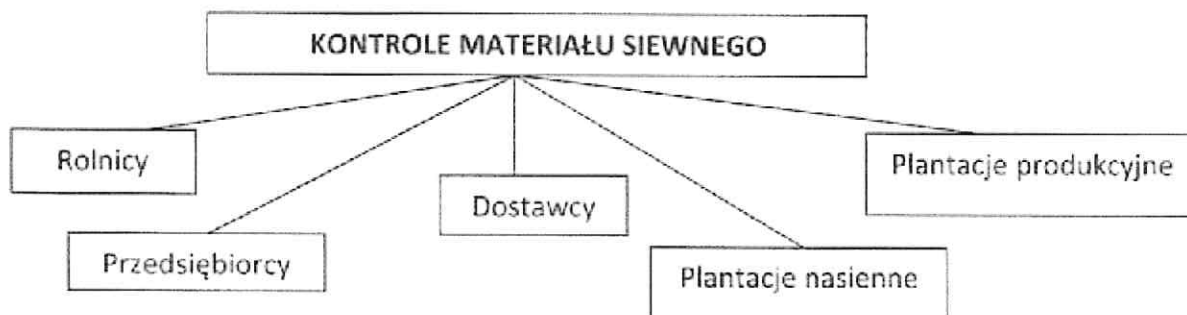 KONTROLE MATERIAŁU SIEWNEGO
Rolnicy
Przedsiębiorcy
Dostawcy
Plantacje nasienne
Plantacje produkcyjne